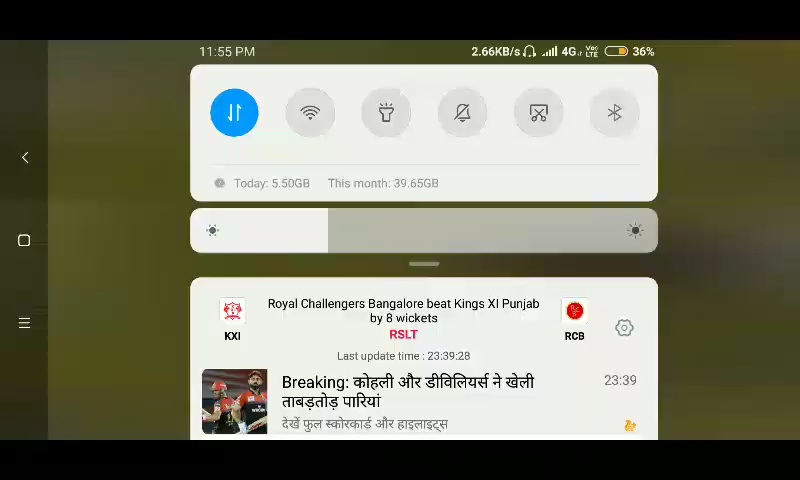 11:55 PM 2.66KB/s 4G Vo LTE 36%
Today: 5.50GB This month: 39.65GB
Royal Challengers Bangalore beat Kings XI Punjab
by 8 wickets
KXI RSLT RCB
Last update time : 23:39:28
Breaking: कोहली और डीविलियर्स ने खेली 23:39
ताबड़तोड़ पारियां
देखें फुल स्कोरकार्ड और हाइलाइट्स